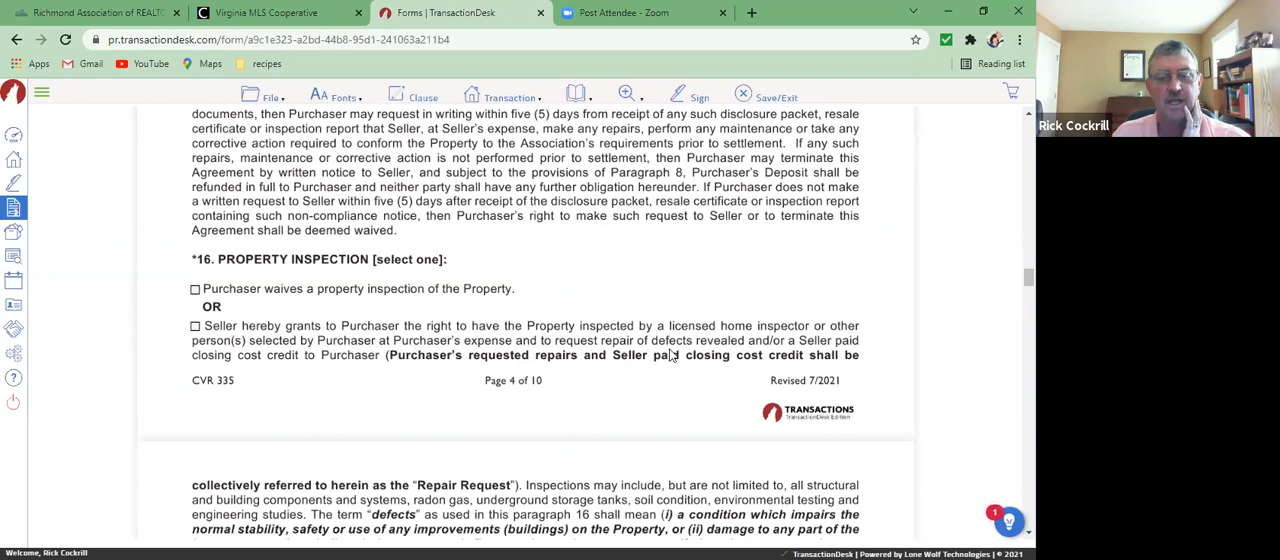 Richmond Association of REALTO
Virginia MLS Cooperative
Forms | TransactionDesk
Post Attendee - Zoom
pr.transactiondesk.com/form/a9c1e323-a2bd-44b8-95d1-241063a211b4
Apps
Gmail
YouTube
Maps
recipes
Reading list
File
Fonts
Clause
Transaction
Sign
Save/Exit
documents, then Purchaser may request in writing within five (5) days from receipt of any such disclosure packet, resale
certificate or inspection report that Seller, at Seller's expense, make any repairs, perform any maintenance or take any
corrective action required to conform the Property to the Association's requirements prior to settlement. If any such
repairs, maintenance or corrective action is not performed prior to settlement, then Purchaser may terminate this
Agreement by written notice to Seller, and subject to the provisions of Paragraph 8, Purchaser's Deposit shall be
refunded in full to Purchaser and neither party shall have any further obligation hereunder. If Purchaser does not make
a written request to Seller within five (5) days after receipt of the disclosure packet, resale certificate or inspection report
containing such non-compliance notice, then Purchaser's right to make such request to Seller or to terminate this
Agreement shall be deemed waived.
*16. PROPERTY INSPECTION [select one]:
Purchaser waives a property inspection of the Property.
OR
Seller hereby grants to Purchaser the right to have the Property inspected by a licensed home inspector or other
person(s) selected by Purchaser at Purchaser's expense and to request repair of defects revealed and/or a Seller paid
closing cost credit to Purchaser (Purchaser's requested repairs and Seller paid closing cost credit shall be
CVR 335
Page 4 of 10
Revised 7/2021
TRANSACTIONS
TransactionDesk Edition
collectively referred to herein as the "Repair Request"). Inspections may include, but are not limited to, all structural
and building components and systems, radon gas, underground storage tanks, soil condition, environmental testing and
engineering studies. The term "defects" as used in this paragraph 16 shall mean (i) a condition which impairs the
normal stability, safety or use of any improvements (buildings) on the Property, or (ii) damage to any part of the
1
Welcome, Rick Cockrill
TransactionDesk | Powered by Lone Wolf Technologies | © 2021
Rick Cockrill